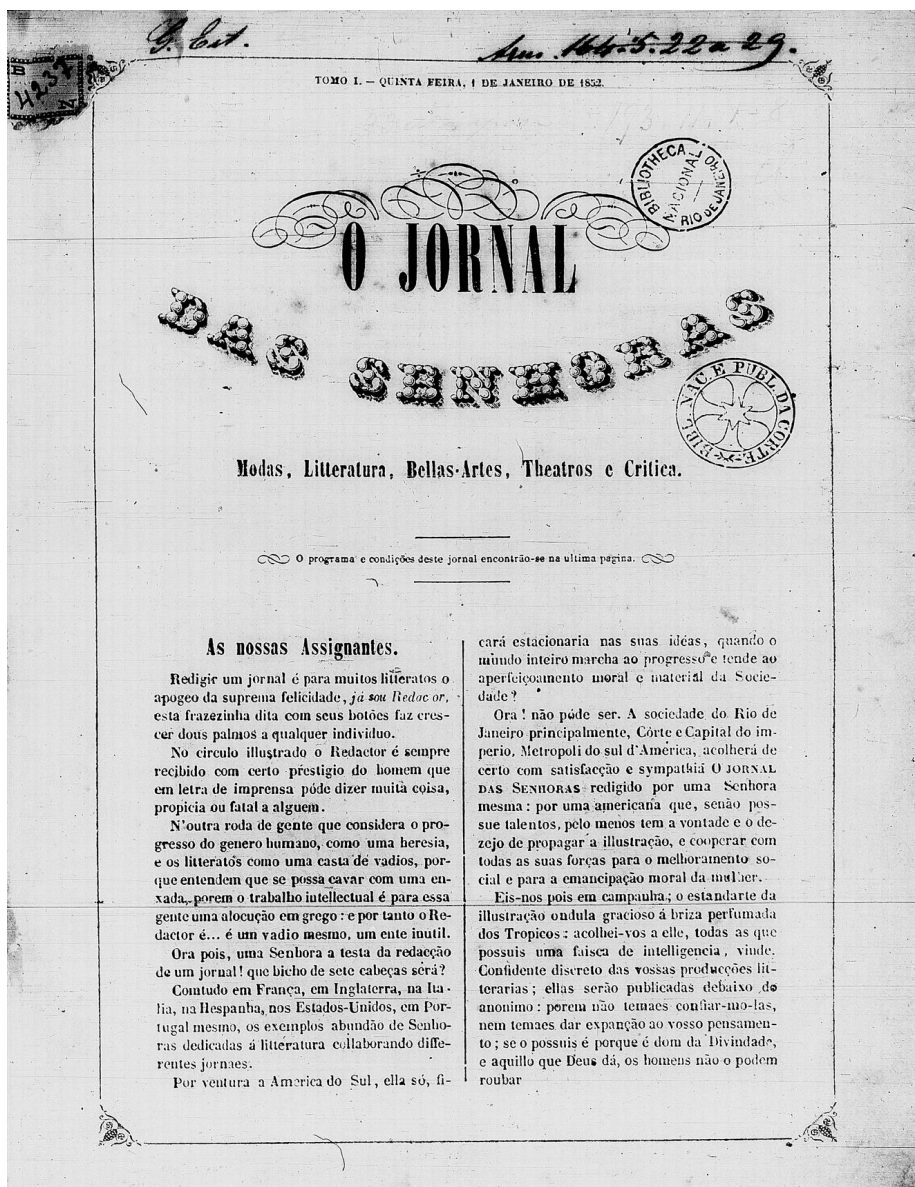 G. Est.
Arm. 164.5.22 a 29.
4237
TOMO I. — QUINTA FEIRA, 1 DE JANEIRO DE 1852.
BIBLIOTHECA NACIONAL RIO DE JANEIRO
O JORNAL
DAS SENHORAS
BIBL. NAC. E PUBL. DA CORTE
Modas, Litteratura, Bellas-Artes, Theatros e Critica.
O programa e condições deste jornal encontrão-se na ultima pagina.
As nossas Assignantes.
Redigir um jornal é para muitos litteratos o
apogeo da suprema felicidade, já sou Redactor,
esta frazezinha dita com seus botões faz cres-
cer dous palmos a qualquer individuo.
No circulo illustrado o Redactor é sempre
recibido com certo prestigio do homem que
em letra de imprensa póde dizer muita coisa,
propicia ou fatal a alguem.
N'outra roda de gente que considera o pro-
gresso do genero humano, como uma heresia,
e os litteratos como uma casta de vadios, por-
que entendem que se possa cavar com uma en-
xada, porem o trabalho intellectual é para essa
gente uma alocução em grego : e por tanto o Re-
dactor é... é um vadio mesmo, um ente inutil.
Ora pois, uma Senhora a testa da redacção
de um jornal! que bicho de sete cabeças será?
Comtudo em França, em Inglaterra, na Ita-
lia, na Hespanha, nos Estados-Unidos, em Por-
tugal mesmo, os exemplos abundão de Senho-
ras dedicadas á litteratura collaborando diffe-
rentes jornaes.
Por ventura a America do Sul, ella só, fi-
cará estacionaria nas suas idéas, quando o
mundo inteiro marcha ao progresso e tende ao
aperfeiçoamento moral e material da Socie-
dade?
Ora! não póde ser. A sociedade do Rio de
Janeiro principalmente, Côrte e Capital do im-
perio, Metropoli do sul d'América, acolherá de
certo com satisfacção e sympathia O JORNAL
DAS SENHORAS redigido por uma Senhora
mesma : por uma americana que, senão pos-
sue talentos, pelo menos tem a vontade e o de-
zejo de propagar a illustração, e cooperar com
todas as suas forças para o melhoramento so-
cial e para a emancipação moral da mulher.
Eis-nos pois em campanha; o estandarte da
illustração ondula gracioso á briza perfumada
dos Tropicos : acolhei-vos a elle, todas as que
possuis uma faisca de intelligencia, vinde.
Confidente discreto das vossas producções lit-
terarias ; ellas serão publicadas debaixo do
anonimo : porem não temaes confiar-mo-las,
nem temaes dar expanção ao vosso pensamen-
to ; se o possuis é porque é dom da Divindade,
e aquillo que Deus dá, os homens não o podem
roubar